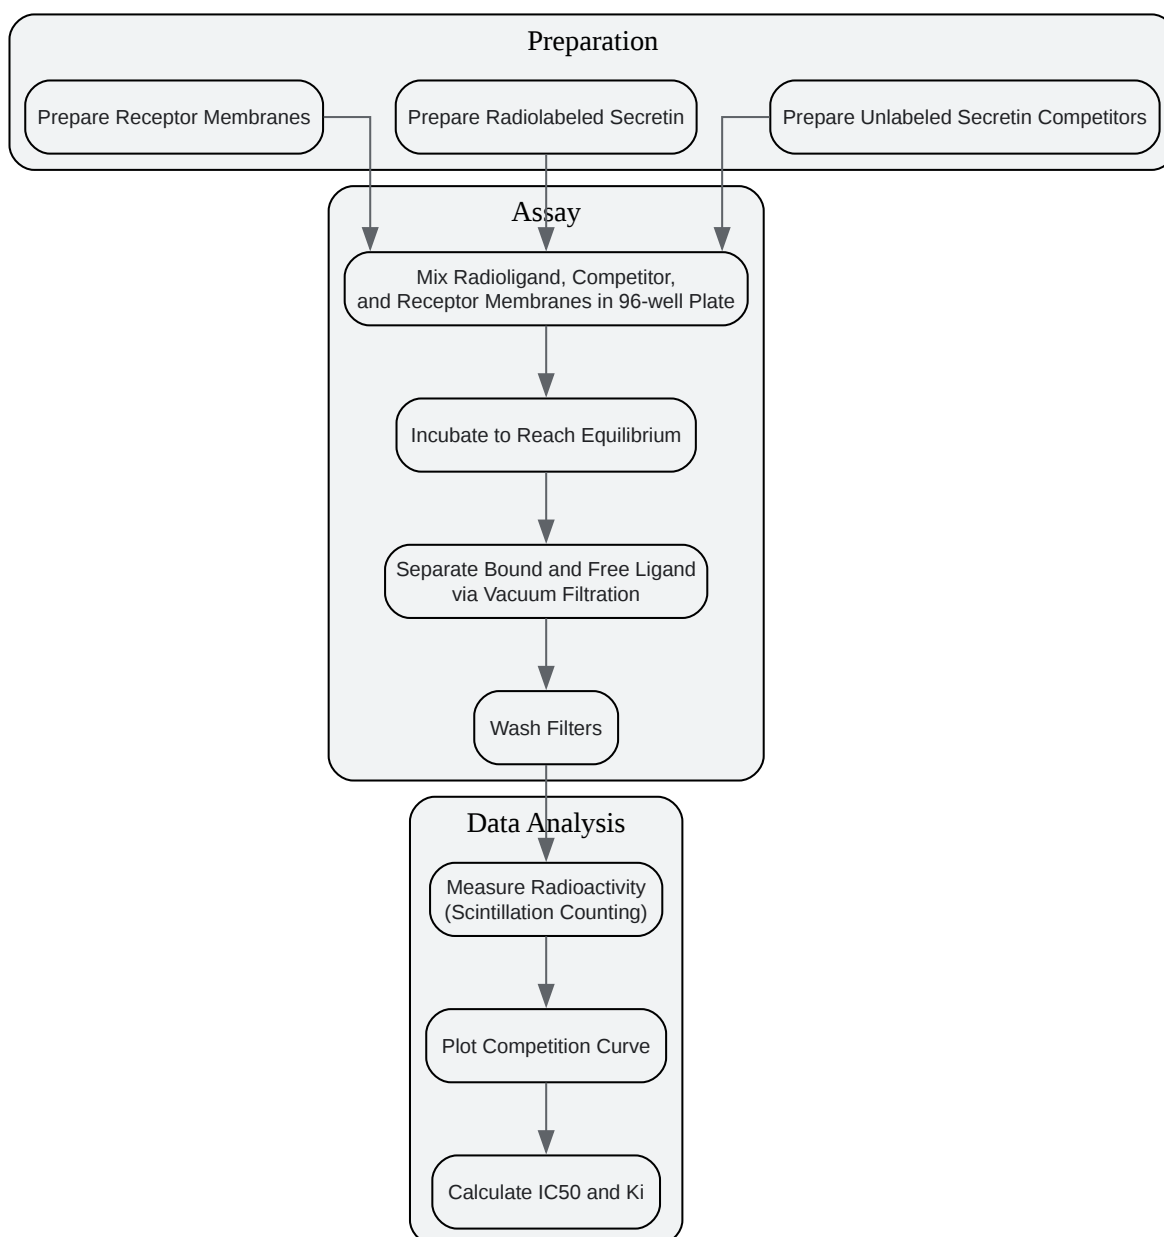 Preparation
Prepare Receptor Membranes
Prepare Radiolabeled Secretin
Prepare Unlabeled Secretin Competitors
Assay
Mix Radioligand, Competitor,
and Receptor Membranes in 96-well Plate
Incubate to Reach Equilibrium
Separate Bound and Free Ligand
via Vacuum Filtration
Wash Filters
Data Analysis
Measure Radioactivity
(Scintillation Counting)
Plot Competition Curve
Calculate IC50 and Ki